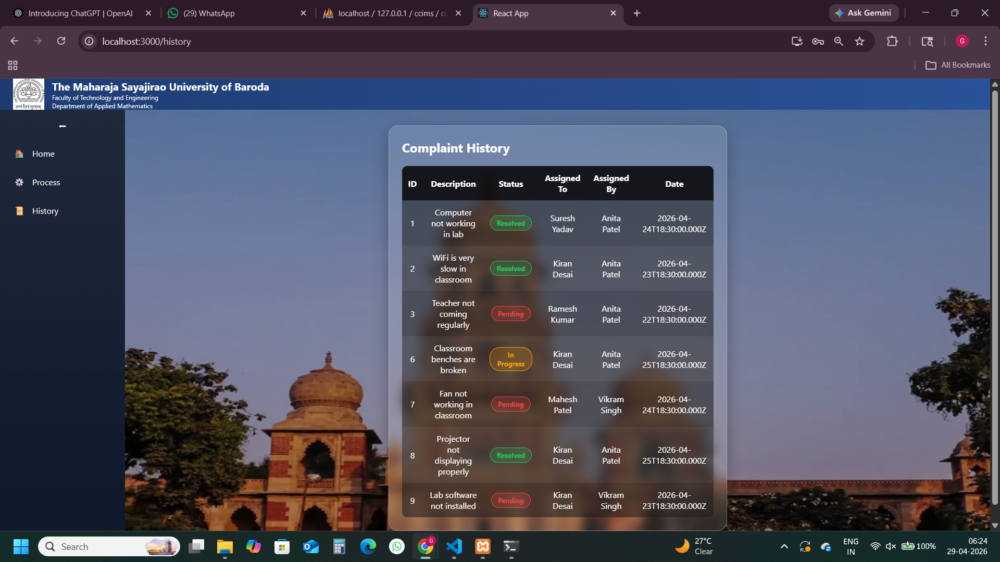 Introducing ChatGPT | OpenAI
(29) WhatsApp
localhost / 127.0.0.1 / ccims / cc
React App
Ask Gemini
localhost:3000/history
G
All Bookmarks
The Maharaja Sayajirao University of Baroda
Faculty of Technology and Engineering
Department of Applied Mathematics
Home
Process
History
Complaint History
ID Description Status Assigned To Assigned By Date
1 Computer not working in lab Resolved Suresh Yadav Anita Patel 2026-04-24T18:30:00.000Z
2 WiFi is very slow in classroom Resolved Kiran Desai Anita Patel 2026-04-23T18:30:00.000Z
3 Teacher not coming regularly Pending Ramesh Kumar Anita Patel 2026-04-22T18:30:00.000Z
6 Classroom benches are broken In Progress Kiran Desai Anita Patel 2026-04-25T18:30:00.000Z
7 Fan not working in classroom Pending Mahesh Patel Vikram Singh 2026-04-24T18:30:00.000Z
8 Projector not displaying properly Resolved Kiran Desai Anita Patel 2026-04-25T18:30:00.000Z
9 Lab software not installed Pending Kiran Desai Vikram Singh 2026-04-23T18:30:00.000Z
Search
G
27°C
Clear
ENG
IN
100%
06:24
29-04-2026